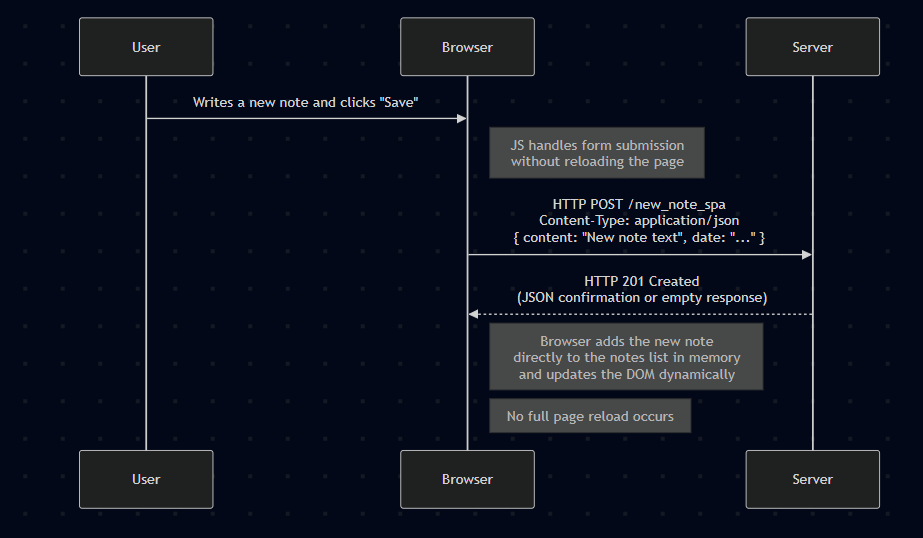 User
Browser
Server
Writes a new note and clicks "Save"
JS handles form submission
without reloading the page
HTTP POST /new_note_spa
Content-Type: application/json
{ content: "New note text", date: "..." }
HTTP 201 Created
(JSON confirmation or empty response)
Browser adds the new note
directly to the notes list in memory
and updates the DOM dynamically
No full page reload occurs
User
Browser
Server